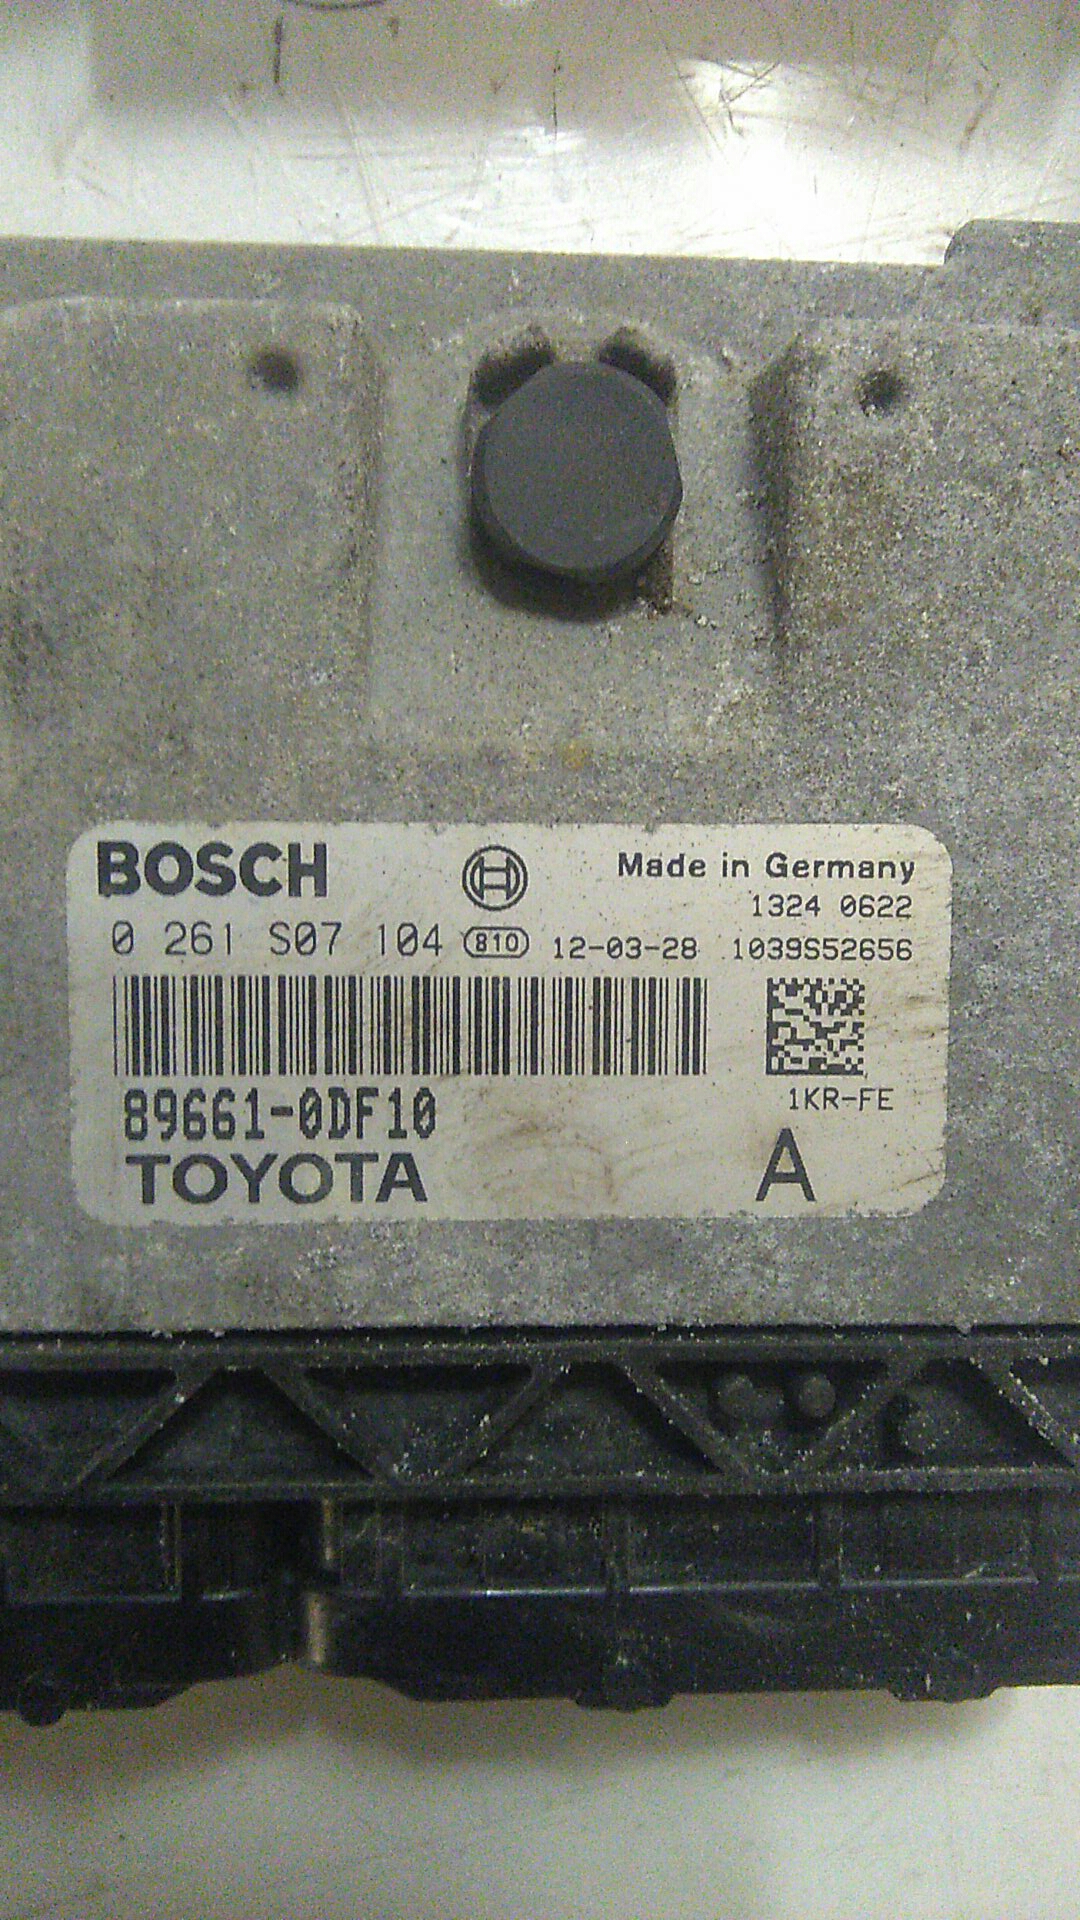 BOSCH
Made in Germany
1324 0622
0 261 S07 104 810 12-03-28 1039S52656
89661-0DF10
1KR-FE
TOYOTA
A